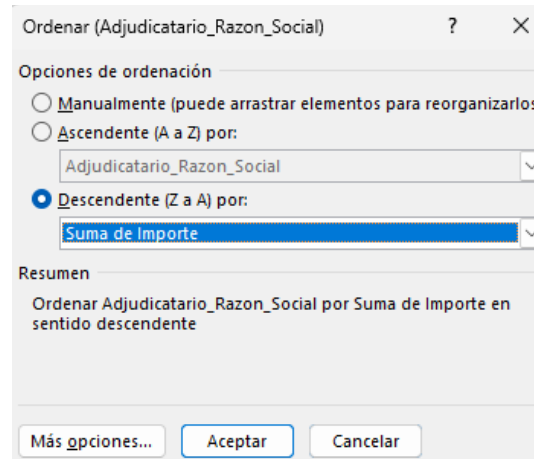 Ordenar (Adjudicatario_Razon_Social) ?
Opciones de ordenación
Manualmente (puede arrastrar elementos para reorganizarlos
Ascendente (A a Z) por:
Adjudicatario_Razon_Social
Descendente (Z a A) por:
Suma de Importe
Resumen
Ordenar Adjudicatario_Razon_Social por Suma de Importe en
sentido descendente
Más opciones... Aceptar Cancelar